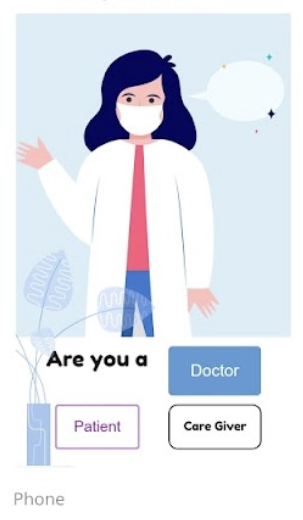 Are you a
Doctor
Patient
Care Giver
Phone